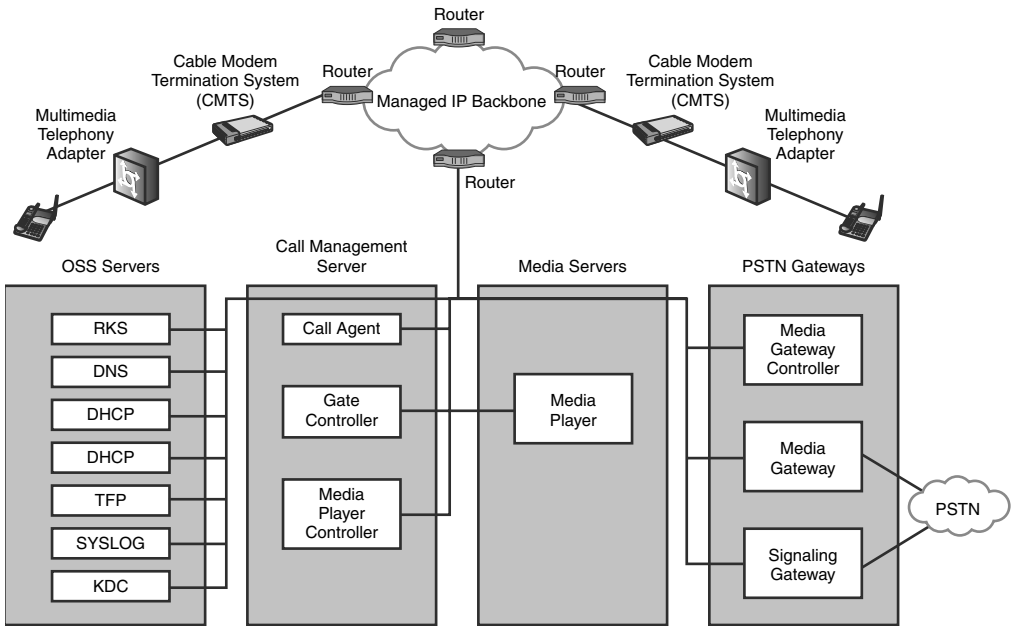 Router
Cable Modem
Termination System
(CMTS)
Router
Router
Cable Modem
Termination System
(CMTS)
Managed IP Backbone
Multimedia
Telephony
Adapter
Multimedia
Telephony
Adapter
Router
OSS Servers
Call Management
Server
Media Servers
PSTN Gateways
RKS
DNS
DHCP
DHCP
TFP
SYSLOG
KDC
Call Agent
Gate
Controller
Media
Player
Controller
Media
Player
Media
Gateway
Controller
Media
Gateway
Signaling
Gateway
PSTN